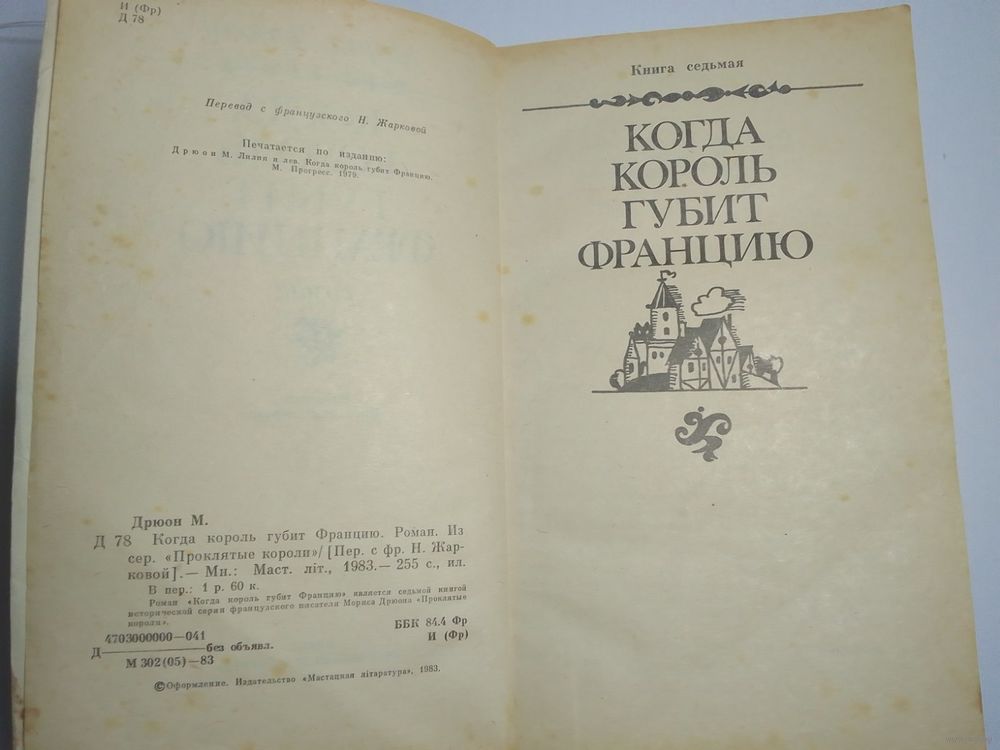 И (Фр)
Д 78
Перевод с французского Н. Жарковой
Печатается по изданию:
Дрюон М. Лилия и лев. Когда король губит Францию.
М. Прогресс. 1979.
Дрюон М.
Д 78 Когда король губит Францию. Роман. Из
сер. «Проклятые короли»/[Пер. с фр. Н. Жар-
ковой].— Мн.: Маст. літ., 1983.— 255 с., ил.
В пер.: 1 р. 60 к.
Роман «Когда король губит Францию» является седьмой книгой
исторической серии французского писателя Мориса Дрюона «Проклятые
короли».
4703000000—041
Д без объявл.
М 302(05)—83
ББК 84.4 Фр
И (Фр)
©Оформление. Издательство «Мастацкая літаратура», 1983.
Книга седьмая
КОГДА
КОРОЛЬ
ГУБИТ
ФРАНЦИЮ